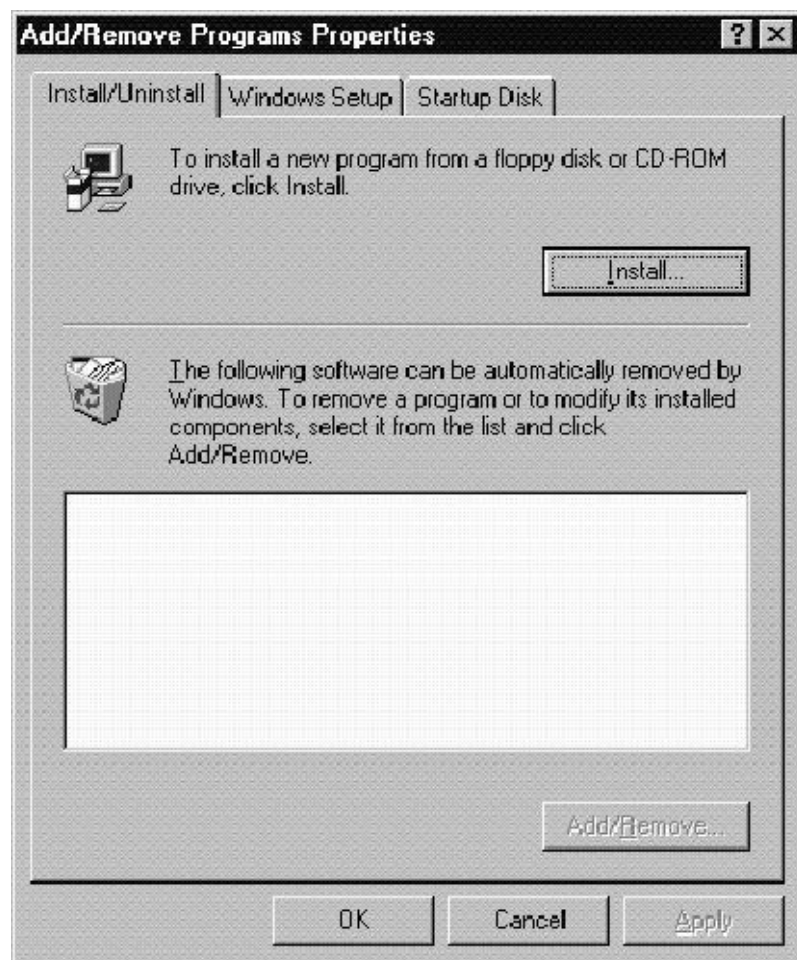 Add/Remove Programs Properties
Install/Uninstall
Windows Setup
Startup Disk
To install a new program from a floppy disk or CD-ROM
drive, click Install.
Install...
The following software can be automatically removed by
Windows. To remove a program or to modify its installed
components, select it from the list and click
Add/Remove.
Add/Remove...
OK
Cancel
Apply